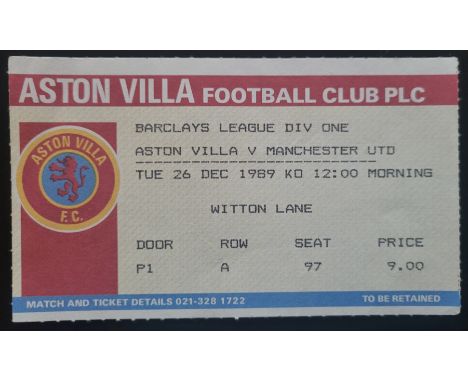 ASTON VILLA FOOTBALL CLUB PLC
ASTON VILLA
F.C.
BARCLAYS LEAGUE DIV ONE
ASTON VILLA V MANCHESTER UTD
TUE 26 DEC 1989 KO 12:00 MORNING
WITTON LANE
DOOR ROW SEAT PRICE
P1 A 97 9.00
MATCH AND TICKET DETAILS 021-328 1722 TO BE RETAINED